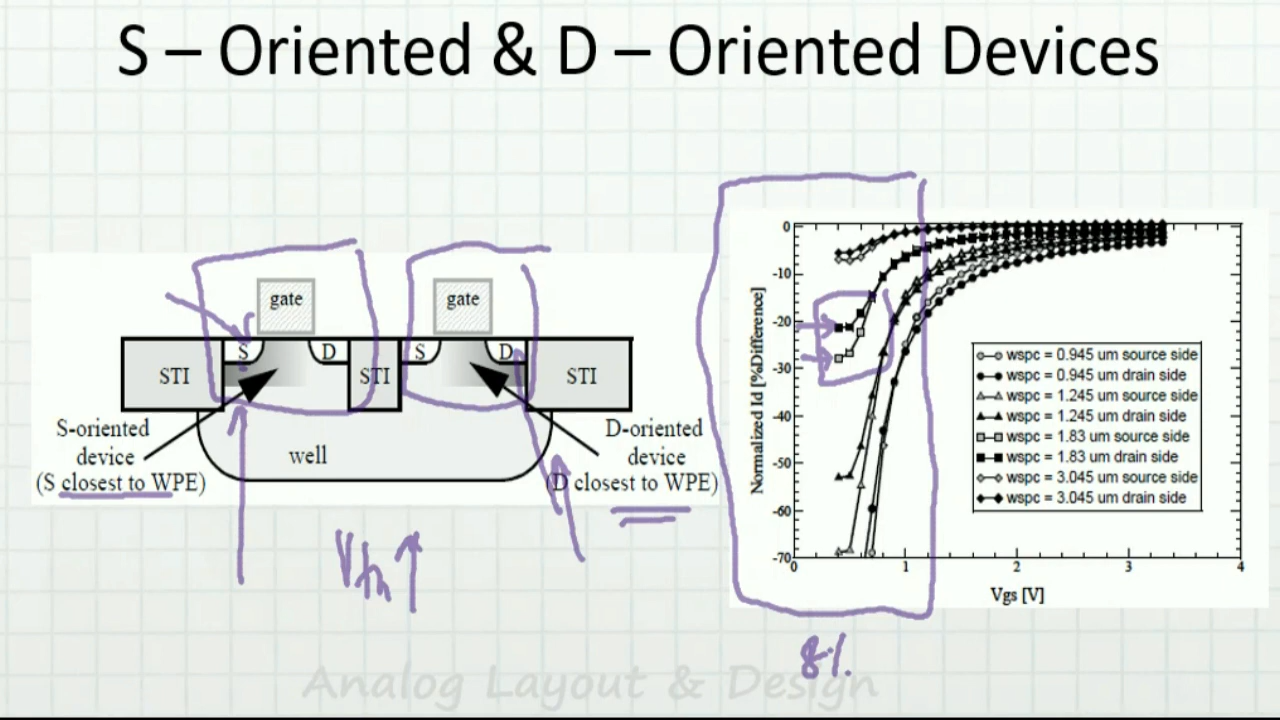 S – Oriented & D – Oriented Devices
gate
gate
S
D
S
D
STI
STI
STI
S-oriented
device
(S closest to WPE)
well
D-oriented
device
(D closest to WPE)
Vth ↑
Normalized Id [%Difference]
0
-10
-20
-30
-40
-50
-60
-70
0 1 2 3 4
Vgs [V]
wspc = 0.945 um source side
wspc = 0.945 um drain side
wspc = 1.245 um source side
wspc = 1.245 um drain side
wspc = 1.83 um source side
wspc = 1.83 um drain side
wspc = 3.045 um source side
wspc = 3.045 um drain side
8%
Analog Layout & Design